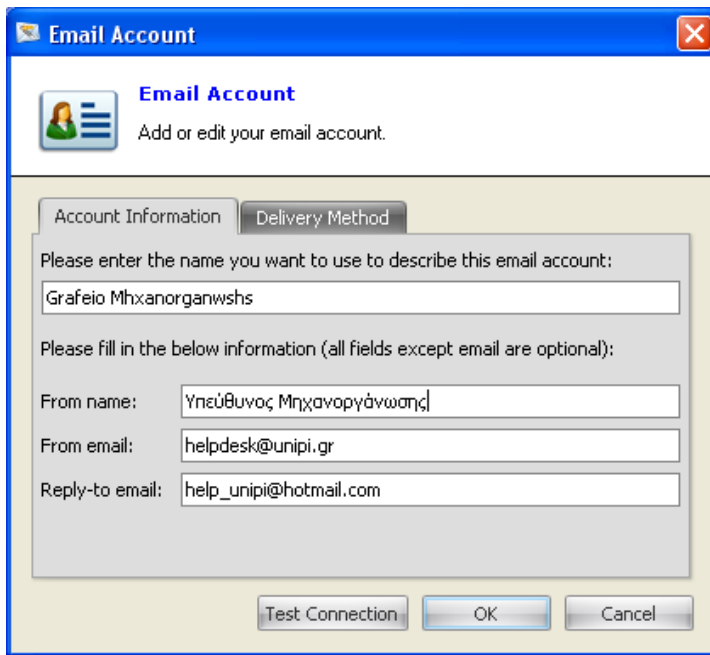 Email Account
Email Account
Add or edit your email account.
Account Information
Delivery Method
Please enter the name you want to use to describe this email account:
Grafeio Mhxanorganwshs
Please fill in the below information (all fields except email are optional):
From name: Υπεύθυνος Μηχανοργάνωσης
From email: helpdesk@unipi.gr
Reply-to email: help_unipi@hotmail.com
Test Connection OK Cancel